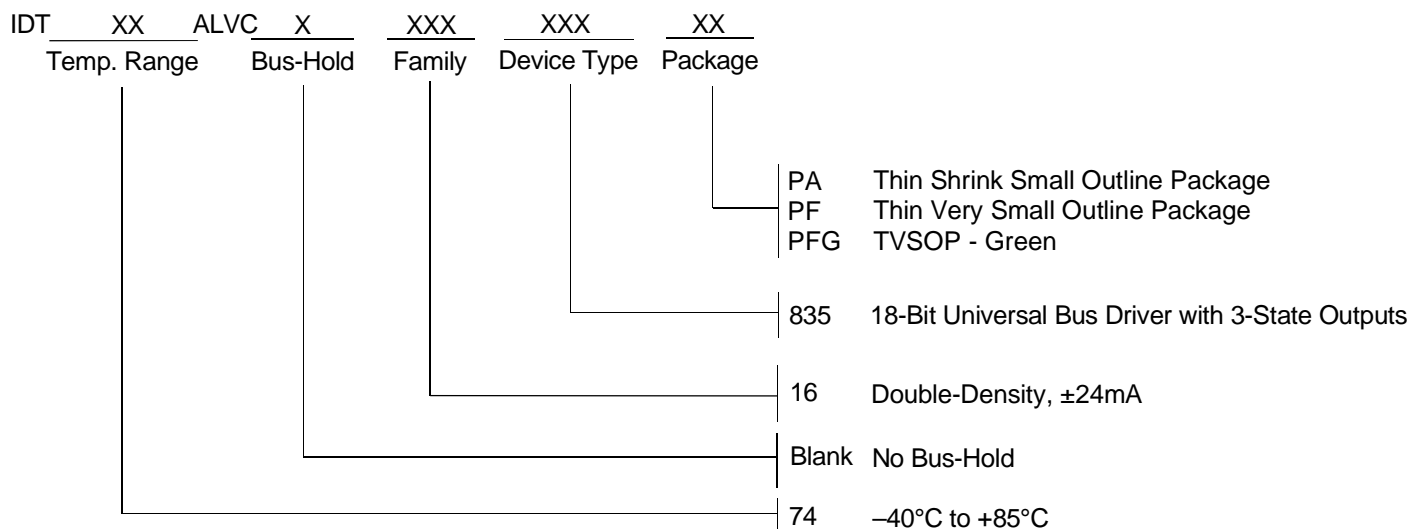 IDT XX ALVC X XXX XXX XX
Temp. Range Bus-Hold Family Device Type Package
PA Thin Shrink Small Outline Package
PF Thin Very Small Outline Package
PFG TVSOP - Green
835 18-Bit Universal Bus Driver with 3-State Outputs
16 Double-Density, ±24mA
Blank No Bus-Hold
74 –40°C to +85°C